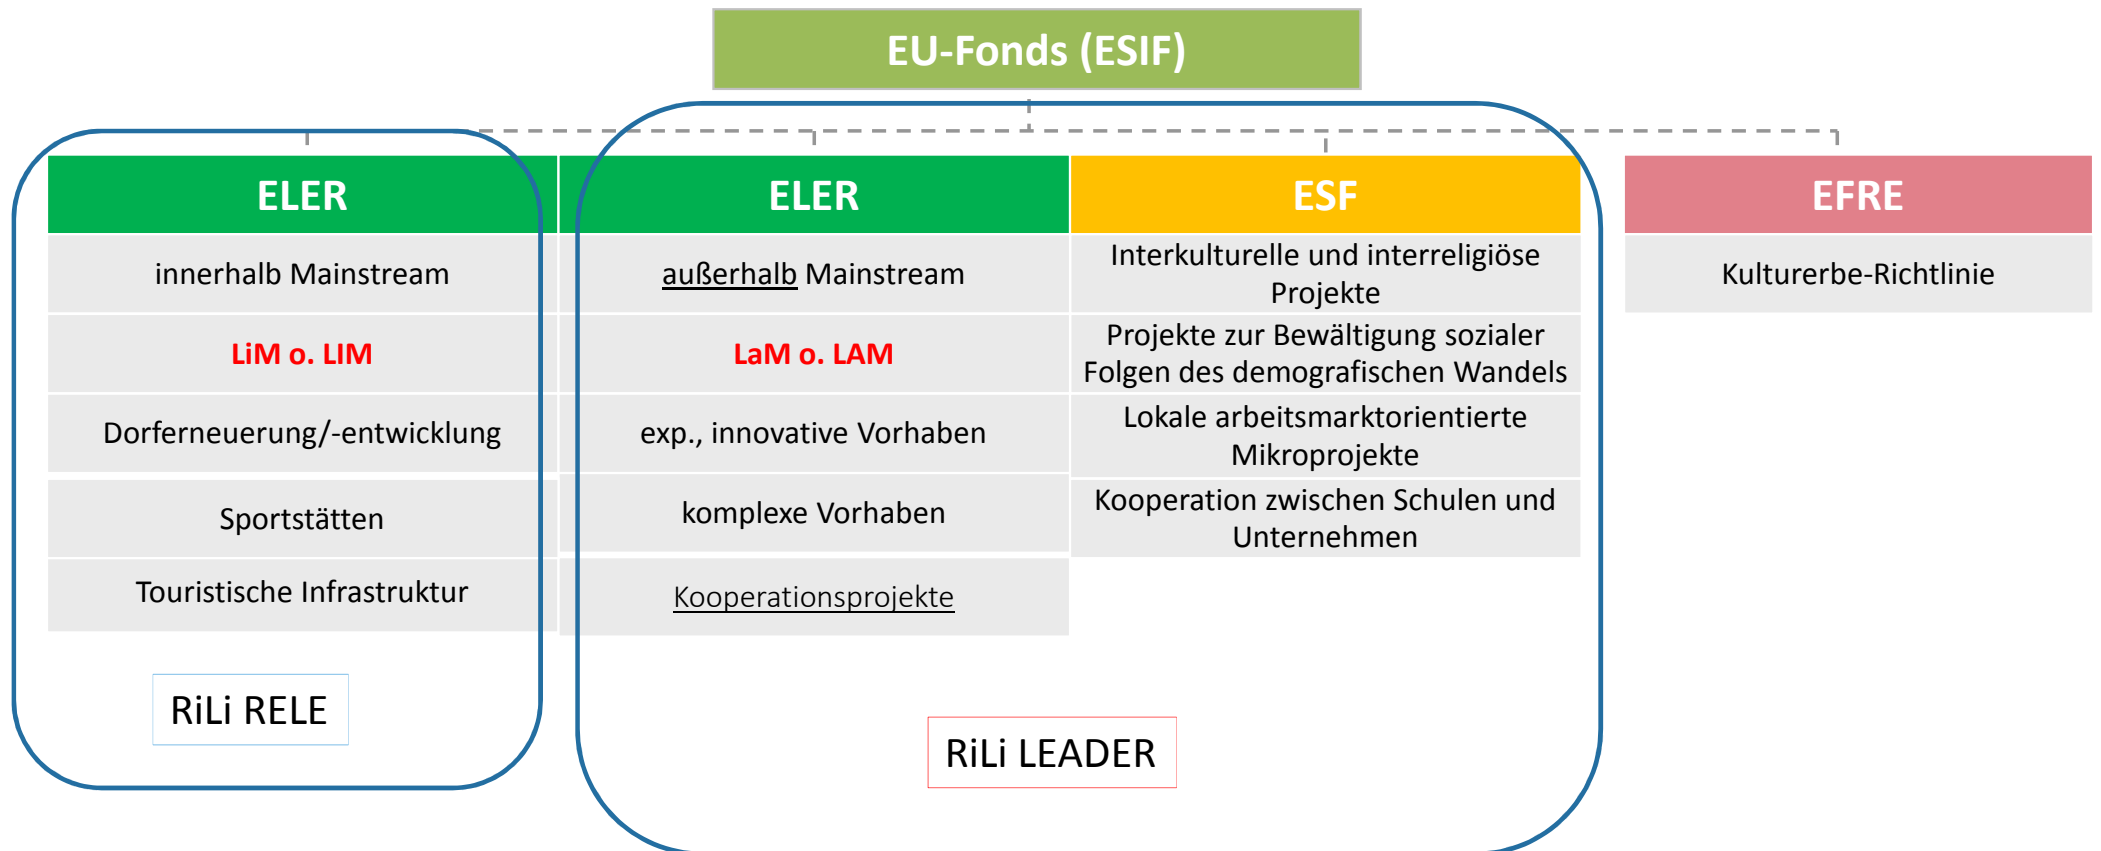 EU-Fonds (ESIF)
ELER
innerhalb Mainstream
LiM o. LIM
Dorferneuerung/-entwicklung
Sportstätten
Touristische Infrastruktur
RiLi RELE
ELER
außerhalb Mainstream
LaM o. LAM
exp., innovative Vorhaben
komplexe Vorhaben
Kooperationsprojekte
ESF
Interkulturelle und interreligiöse
Projekte
Projekte zur Bewältigung sozialer
Folgen des demografischen Wandels
Lokale arbeitsmarktorientierte
Mikroprojekte
Kooperation zwischen Schulen und
Unternehmen
RiLi LEADER
EFRE
Kulturerbe-Richtlinie